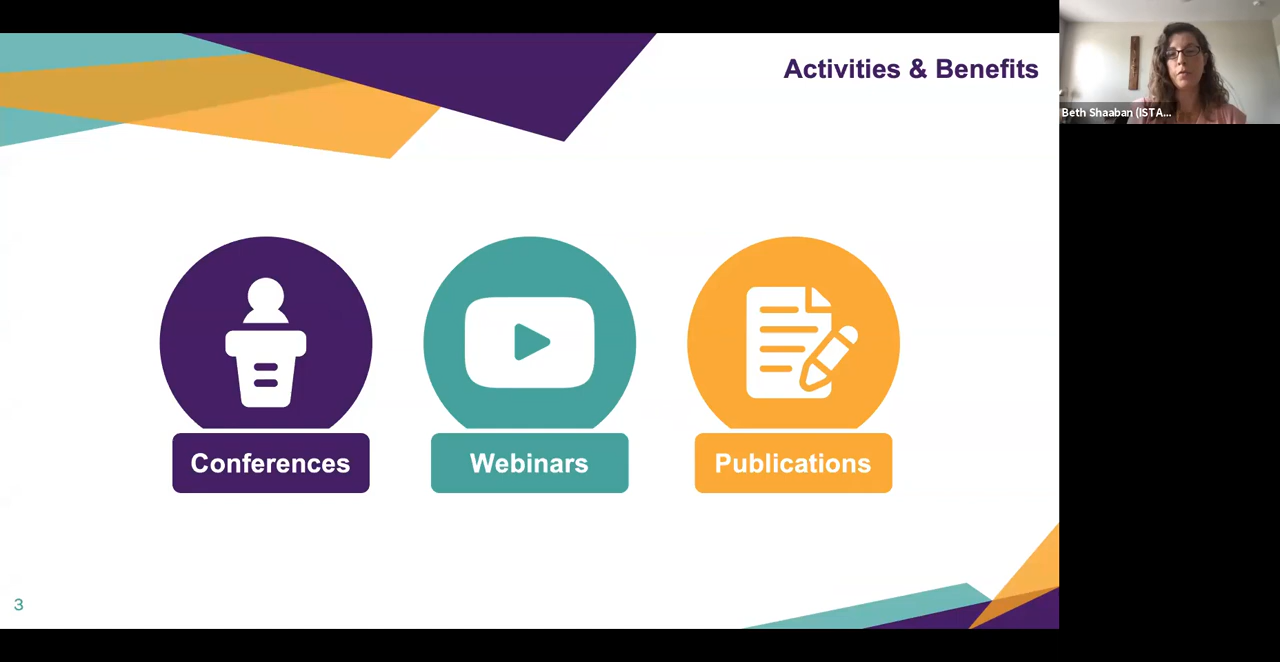 Activities & Benefits
Beth Shaaban (ISTA...
Conferences
Webinars
Publications
3